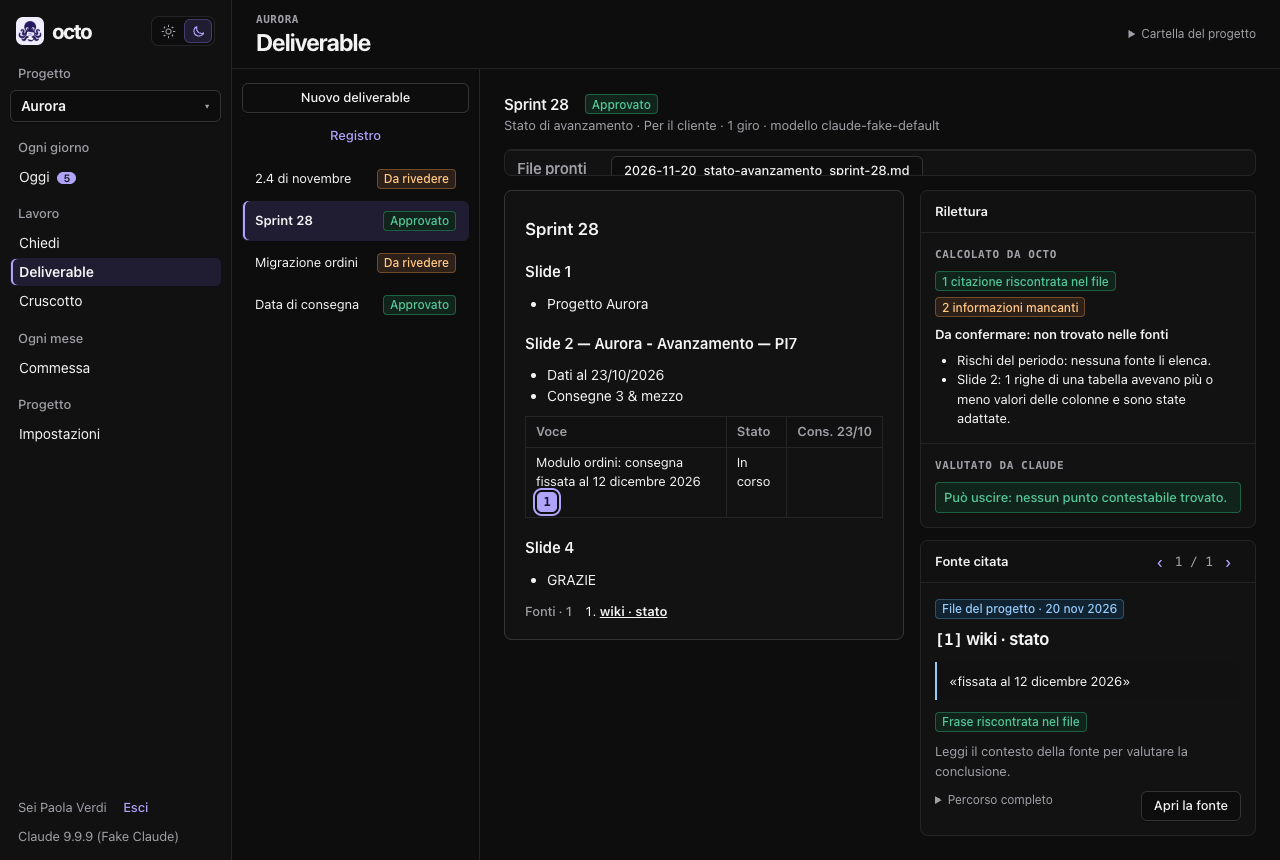 octo
Progetto
Aurora
Ogni giorno
Oggi 5
Lavoro
Chiedi
Deliverable
Cruscotto
Ogni mese
Commessa
Progetto
Impostazioni
Sei Paola Verdi Esci
Claude 9.9.9 (Fake Claude)
AURORA
Deliverable
Cartella del progetto
Nuovo deliverable
Registro
2.4 di novembre Da rivedere
Sprint 28 Approvato
Migrazione ordini Da rivedere
Data di consegna Approvato
Sprint 28 Approvato
Stato di avanzamento · Per il cliente · 1 giro · modello claude-fake-default
File pronti 2026-11-20_stato-avanzamento_sprint-28.md
Sprint 28
Slide 1
• Progetto Aurora
Slide 2 — Aurora - Avanzamento — PI7
• Dati al 23/10/2026
• Consegne 3 & mezzo
Voce Stato Cons. 23/10
Modulo ordini: consegna
fissata al 12 dicembre 2026
1
In
corso
Slide 4
• GRAZIE
Fonti · 1 1. wiki · stato
Rilettura
CALCOLATO DA OCTO
1 citazione riscontrata nel file
2 informazioni mancanti
Da confermare: non trovato nelle fonti
• Rischi del periodo: nessuna fonte li elenca.
• Slide 2: 1 righe di una tabella avevano più o
meno valori delle colonne e sono state
adattate.
VALUTATO DA CLAUDE
Può uscire: nessun punto contestabile trovato.
Fonte citata ‹ 1 / 1 ›
File del progetto · 20 nov 2026
[1] wiki · stato
«fissata al 12 dicembre 2026»
Frase riscontrata nel file
Leggi il contesto della fonte per valutare la
conclusione.
Percorso completo
Apri la fonte